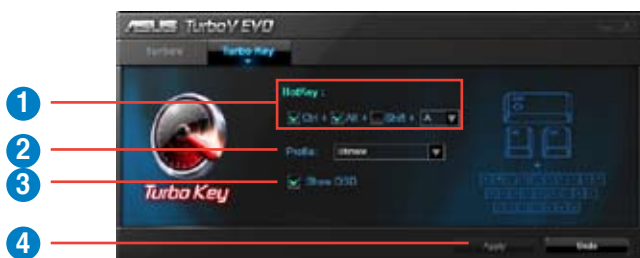 ASUS TurboV EVO
TurboV Turbo Key
HotKey :
1
Ctrl + Alt + Shift + A
2
Profile:
3
Show OSD
Turbo Key
4
Apply Undo